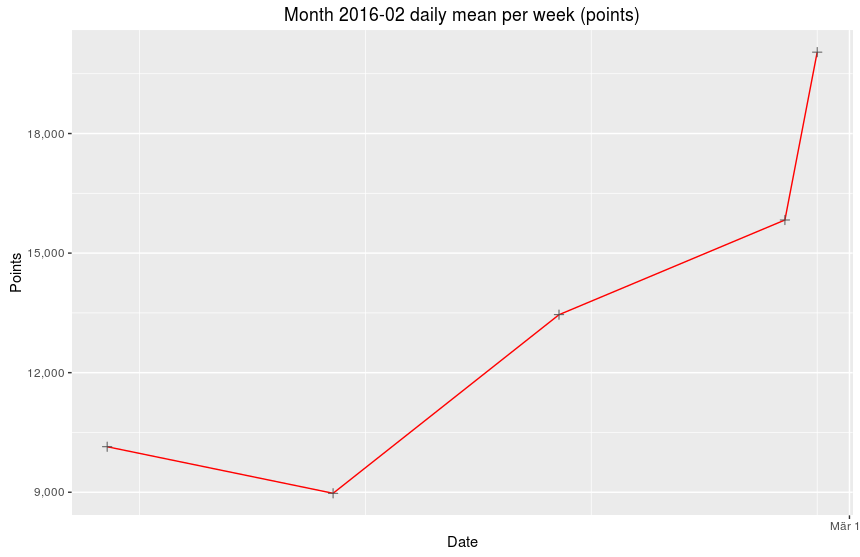 Month 2016-02 daily mean per week (points)
18,000
15,000
12,000
9,000
Points
Mär 1
Date